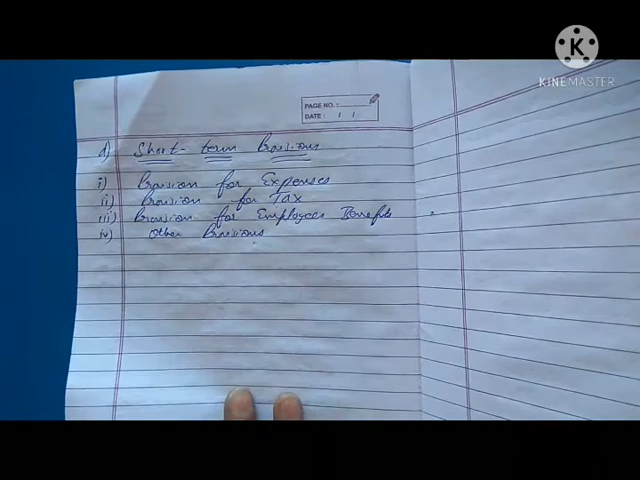 K
KINEMASTER
PAGE NO. :
DATE : / /
d) Short-term Provisions
i) Provision for Expenses
ii) Provision for Tax
iii) Provision for Employees Benefits
iv) Other Provisions